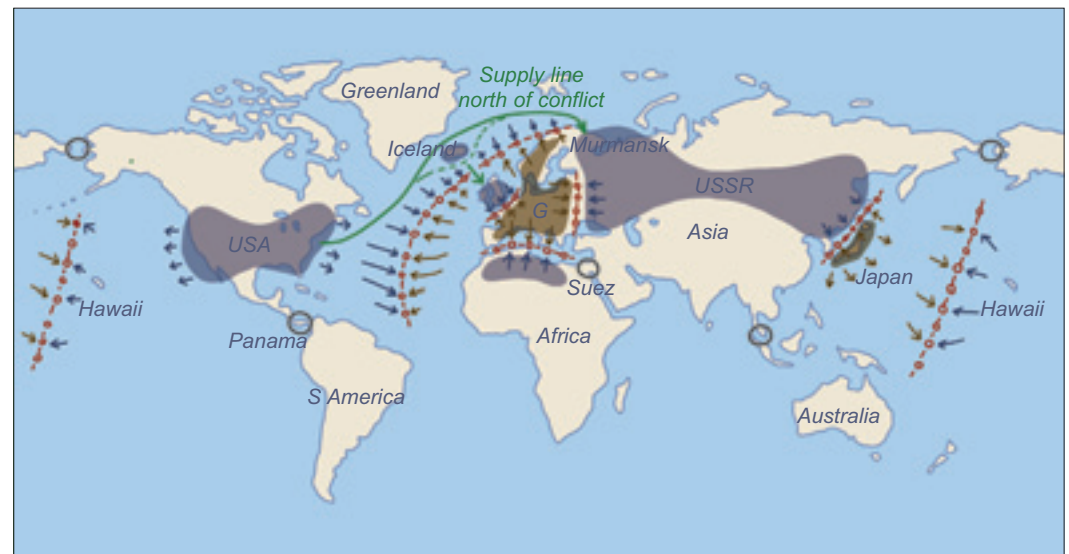 Supply line
north of conflict
Greenland
Iceland
Murmansk
USSR
USA
G
Asia
Hawaii
Suez
Japan
Hawaii
Panama
Africa
S America
Australia